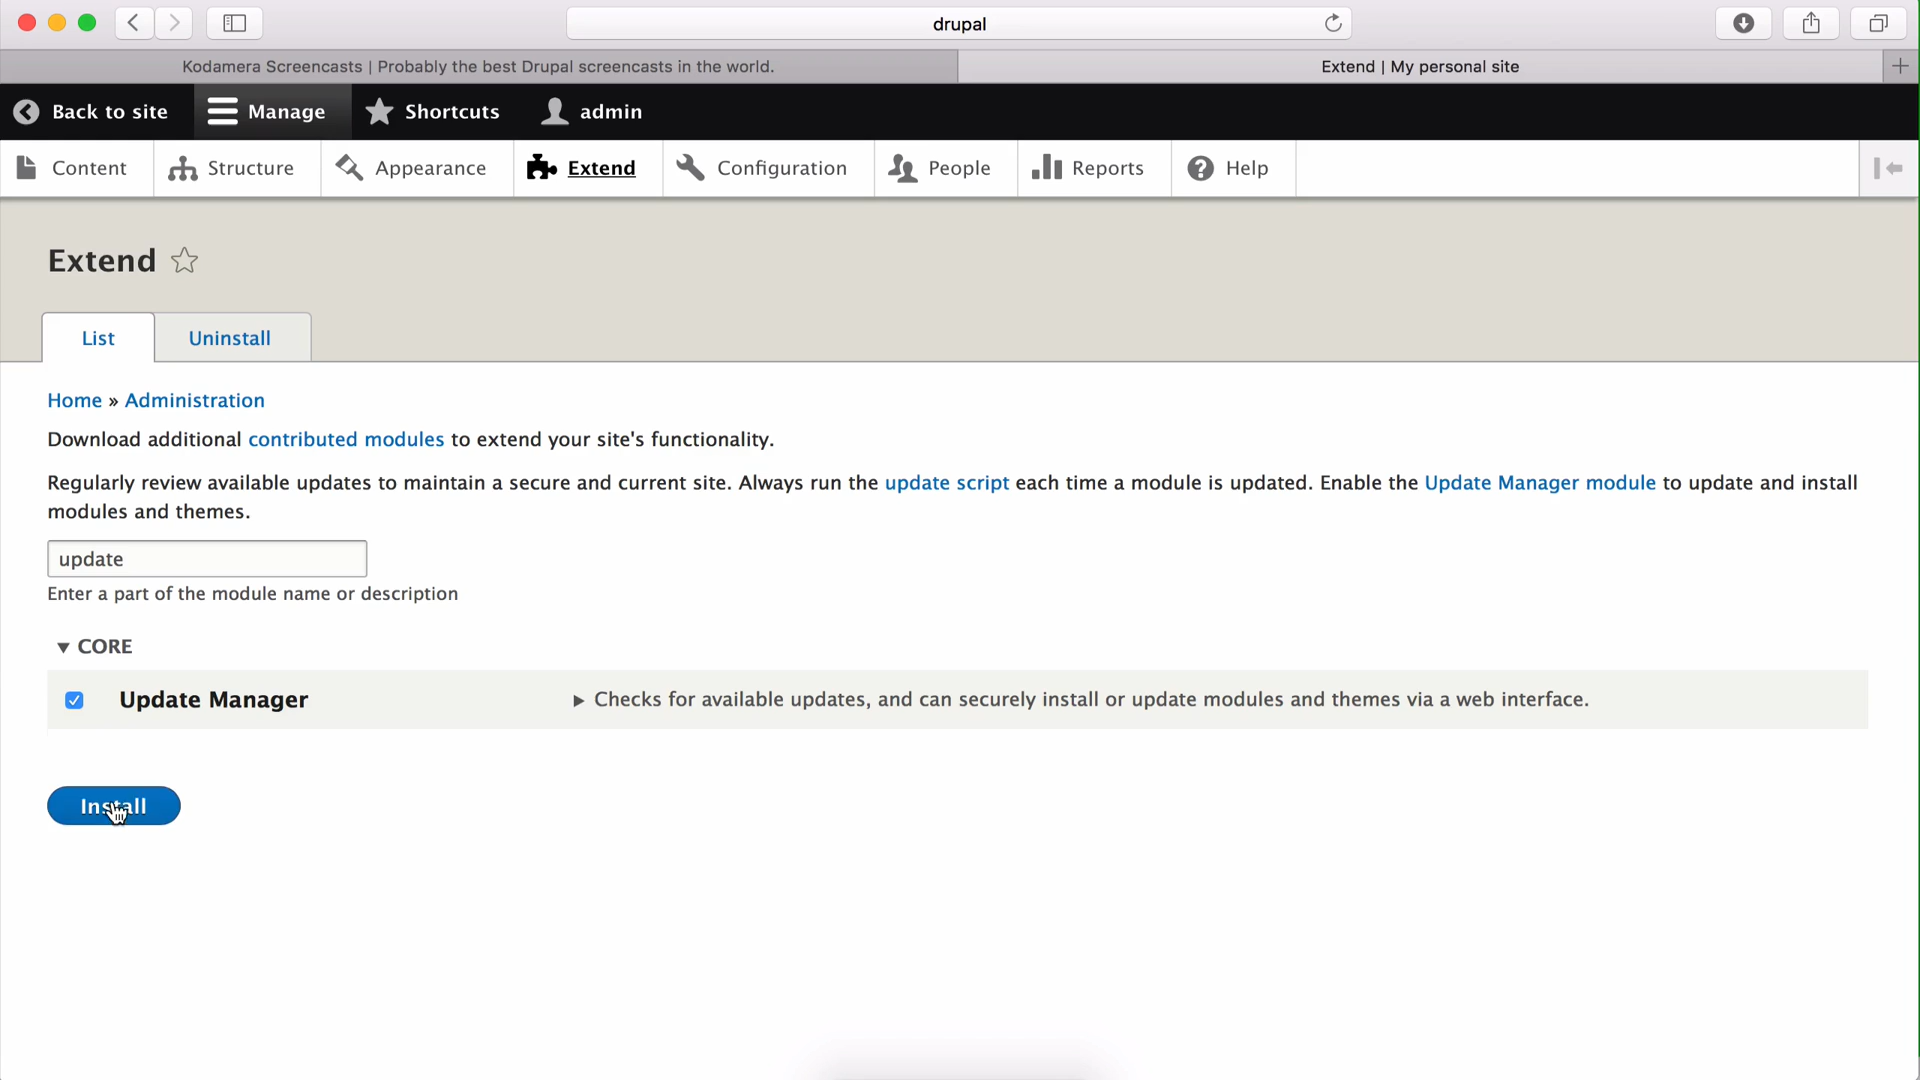 drupal
Kodamera Screencasts | Probably the best Drupal screencasts in the world.
Extend | My personal site
Back to site
Manage
Shortcuts
admin
Content
Structure
Appearance
Extend
Configuration
People
Reports
Help
Extend
List
Uninstall
Home » Administration
Download additional contributed modules to extend your site's functionality.
Regularly review available updates to maintain a secure and current site. Always run the update script each time a module is updated. Enable the Update Manager module to update and install
modules and themes.
update
Enter a part of the module name or description
▼ CORE
Update Manager
▶ Checks for available updates, and can securely install or update modules and themes via a web interface.
Install